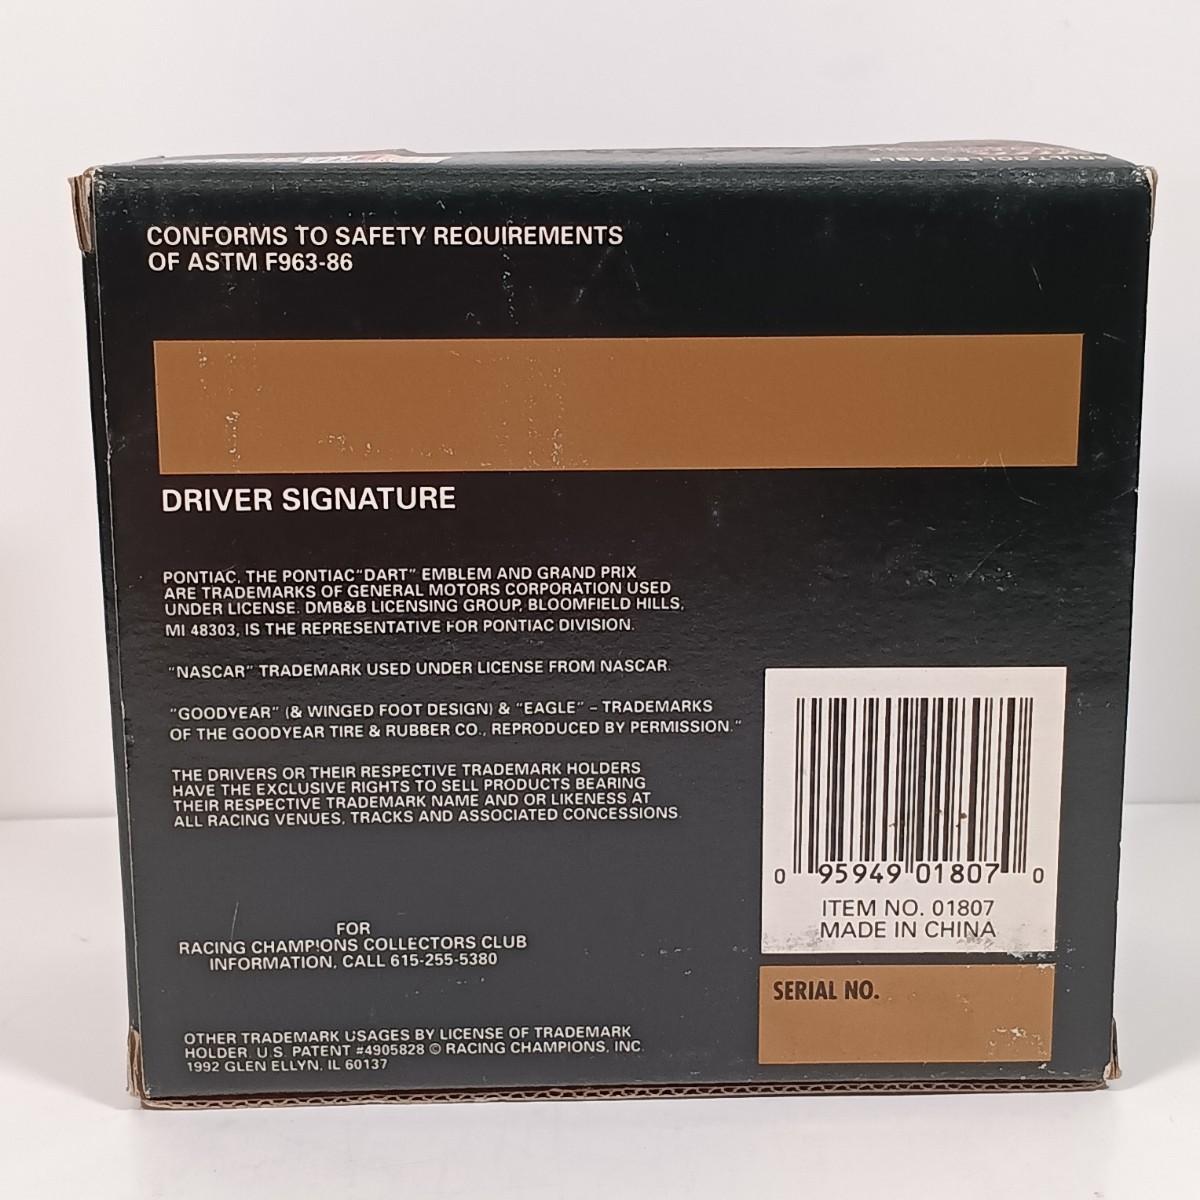 ADULT COLLECTABLE
CONFORMS TO SAFETY REQUIREMENTS
OF ASTM F963-86
DRIVER SIGNATURE
PONTIAC, THE PONTIAC "DART" EMBLEM AND GRAND PRIX
ARE TRADEMARKS OF GENERAL MOTORS CORPORATION USED
UNDER LICENSE. DMB&B LICENSING GROUP, BLOOMFIELD HILLS,
MI 48303, IS THE REPRESENTATIVE FOR PONTIAC DIVISION.
"NASCAR" TRADEMARK USED UNDER LICENSE FROM NASCAR.
"GOODYEAR" (& WINGED FOOT DESIGN) & "EAGLE" – TRADEMARKS
OF THE GOODYEAR TIRE & RUBBER CO., REPRODUCED BY PERMISSION."
THE DRIVERS OR THEIR RESPECTIVE TRADEMARK HOLDERS
HAVE THE EXCLUSIVE RIGHTS TO SELL PRODUCTS BEARING
THEIR RESPECTIVE TRADEMARK NAME AND OR LIKENESS AT
ALL RACING VENUES, TRACKS AND ASSOCIATED CONCESSIONS.
FOR
RACING CHAMPIONS COLLECTORS CLUB
INFORMATION, CALL 615-255-5380
OTHER TRADEMARK USAGES BY LICENSE OF TRADEMARK
HOLDER. U.S. PATENT #4905828 © RACING CHAMPIONS, INC.
1992 GLEN ELLYN, IL 60137
0 95949 01807 0
ITEM NO. 01807
MADE IN CHINA
SERIAL NO.